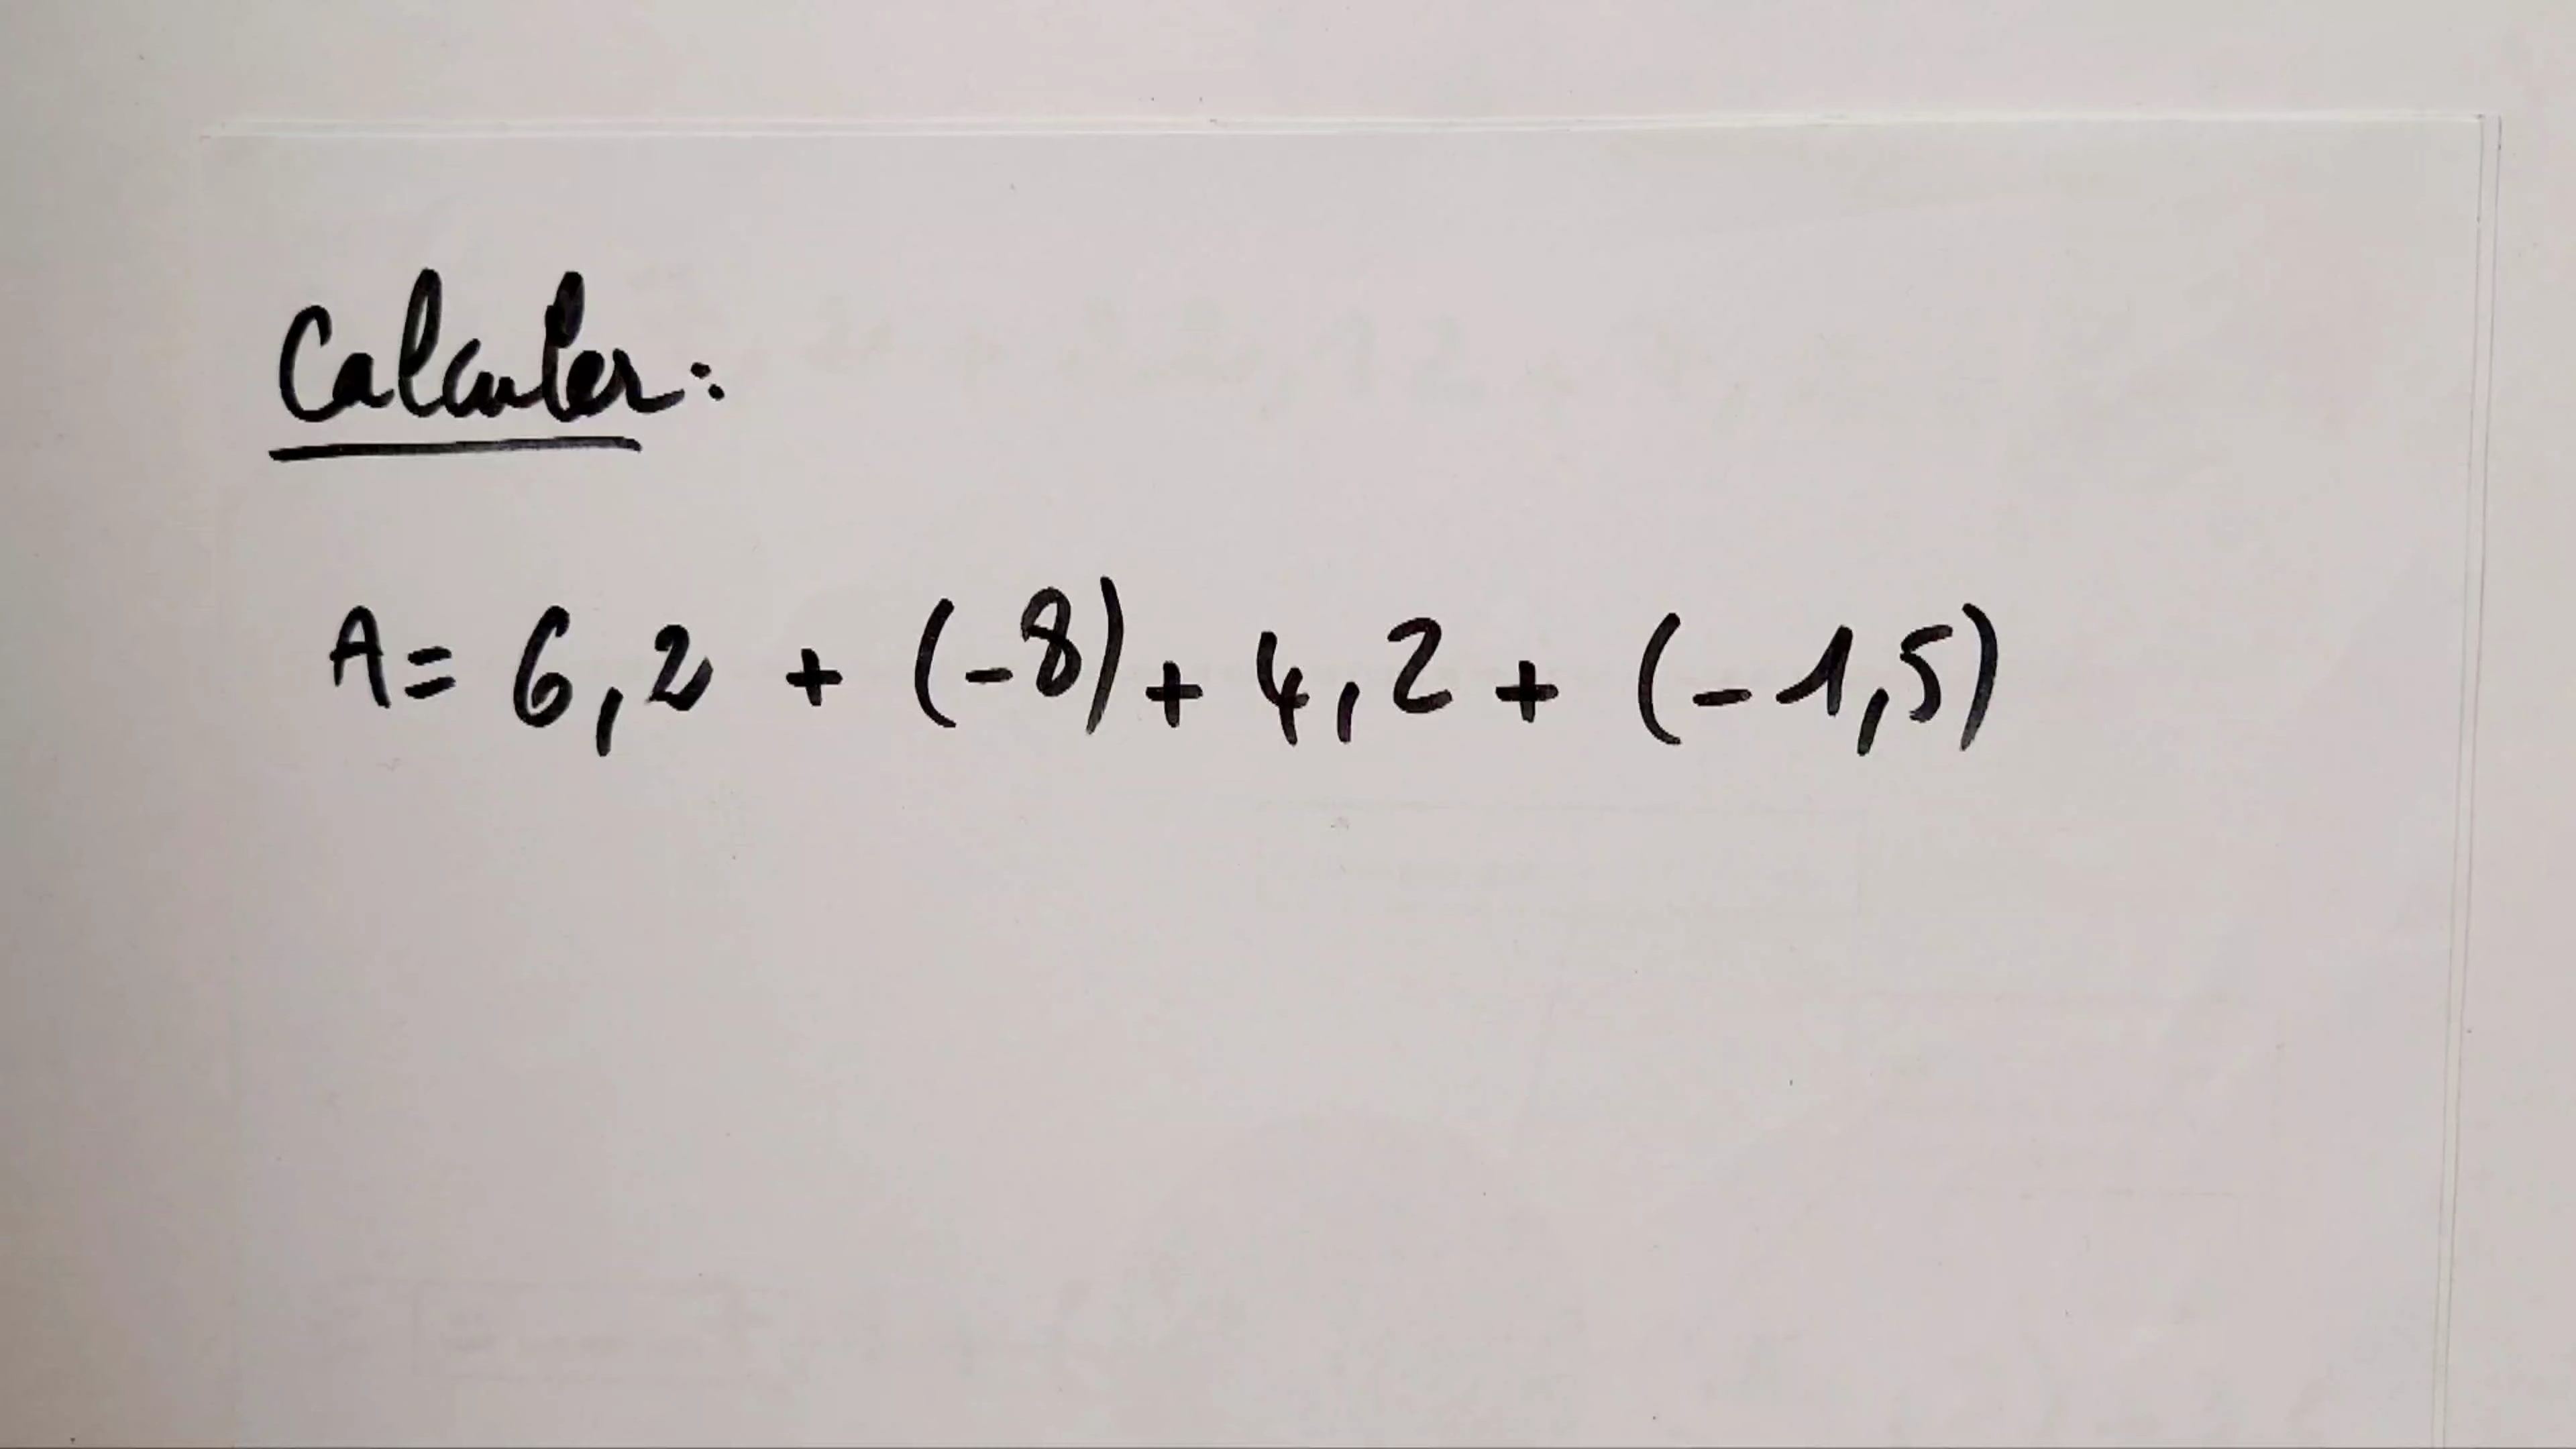 Calculer:
A= 6,2 + (-8) + 4,2 + (-1,5)